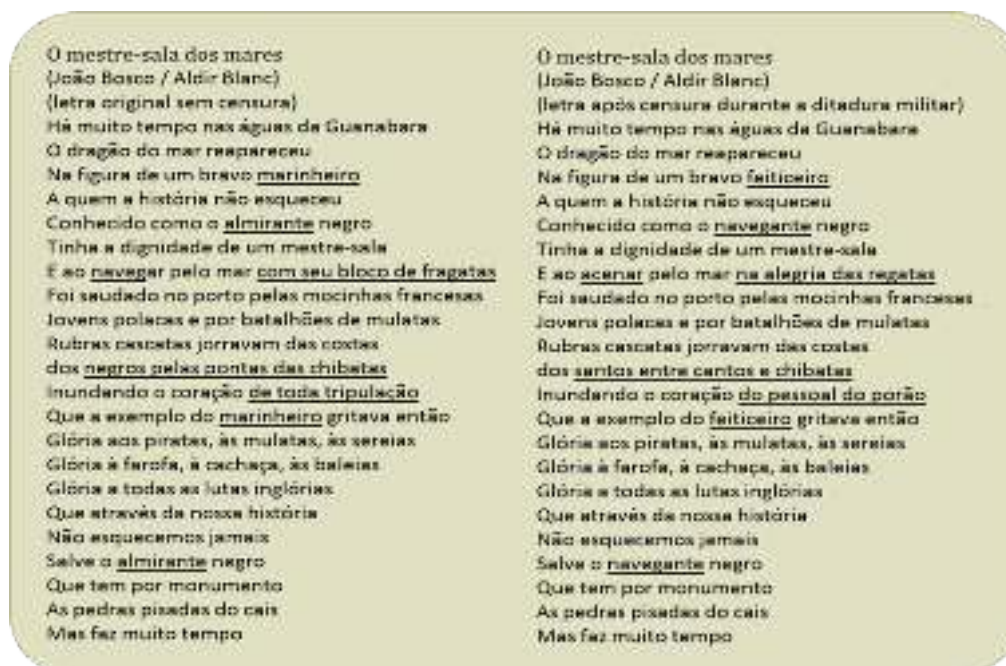 O mestre-sala dos mares
(João Bosco / Aldir Blanc)
(letra original sem censura)
Há muito tempo nas águas da Guanabara
O dragão do mar reapareceu
Na figura de um bravo marinheiro
A quem a história não esqueceu
Conhecido como o almirante negro
Tinha a dignidade de um mestre-sala
E ao navegar pelo mar com seu bloco de fragatas
Foi saudado no porto pelas mocinhas francesas
Jovens polacas e por batalhões de mulatas
Rubras cascatas jorravam das costas
dos negros pelas pontas das chibatas
Inundando o coração de toda tripulação
Que a exemplo do marinheiro gritava então
Glória aos piratas, às mulatas, às sereias
Glória à farofa, à cachaça, às baleias
Glória a todas as lutas inglórias
Que através da nossa história
Não esquecemos jamais
Salve o almirante negro
Que tem por monumento
As pedras pisadas do cais
Mas faz muito tempo
O mestre-sala dos mares
(João Bosco / Aldir Blanc)
(letra após censura durante a ditadura militar)
Há muito tempo nas águas da Guanabara
O dragão do mar reapareceu
Na figura de um bravo feiticeiro
A quem a história não esqueceu
Conhecido como o navegante negro
Tinha a dignidade de um mestre-sala
E ao acenar pelo mar na alegria das regatas
Foi saudado no porto pelas mocinhas francesas
Jovens polacas e por batalhões de mulatas
Rubras cascatas jorravam das costas
dos santos entre cantos e chibatas
Inundando o coração do pessoal do porão
Que a exemplo do feiticeiro gritava então
Glória aos piratas, às mulatas, às sereias
Glória à farofa, à cachaça, às baleias
Glória a todas as lutas inglórias
Que através da nossa história
Não esquecemos jamais
Salve o navegante negro
Que tem por monumento
As pedras pisadas do cais
Mas faz muito tempo